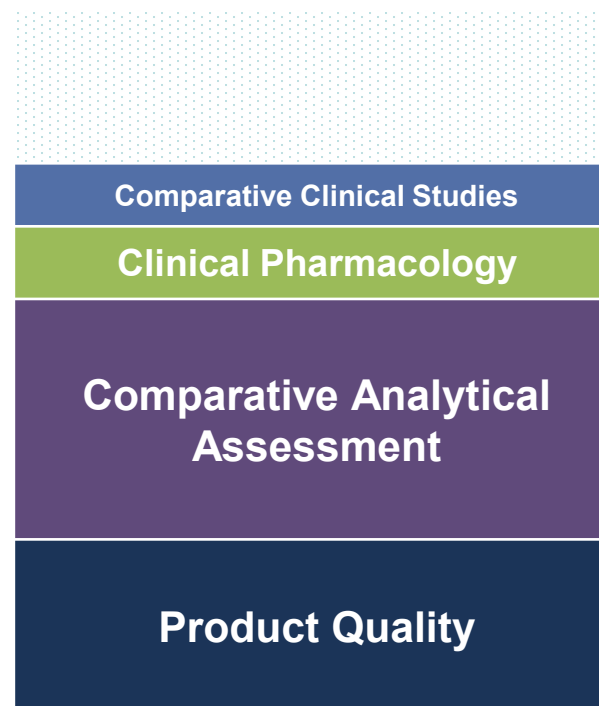 Comparative Clinical Studies
Clinical Pharmacology
Comparative Analytical
Assessment
Product Quality